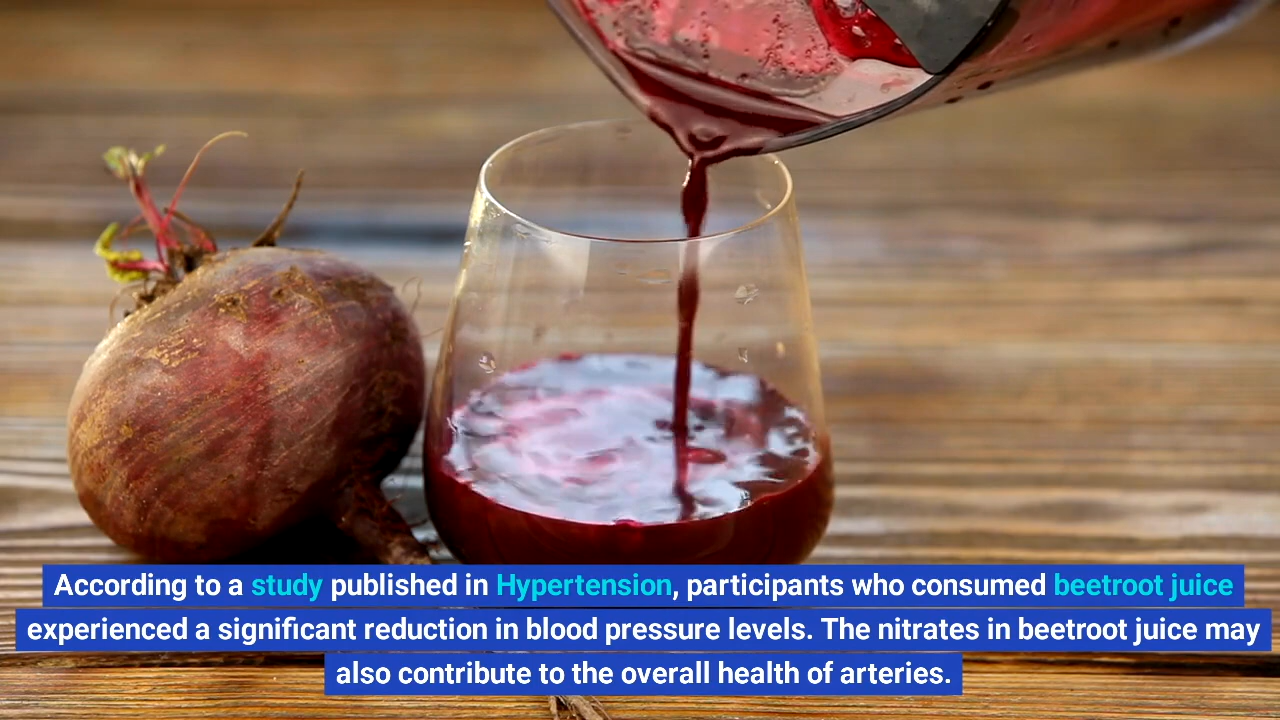 According to a study published in Hypertension, participants who consumed beetroot juice
experienced a significant reduction in blood pressure levels. The nitrates in beetroot juice may
also contribute to the overall health of arteries.